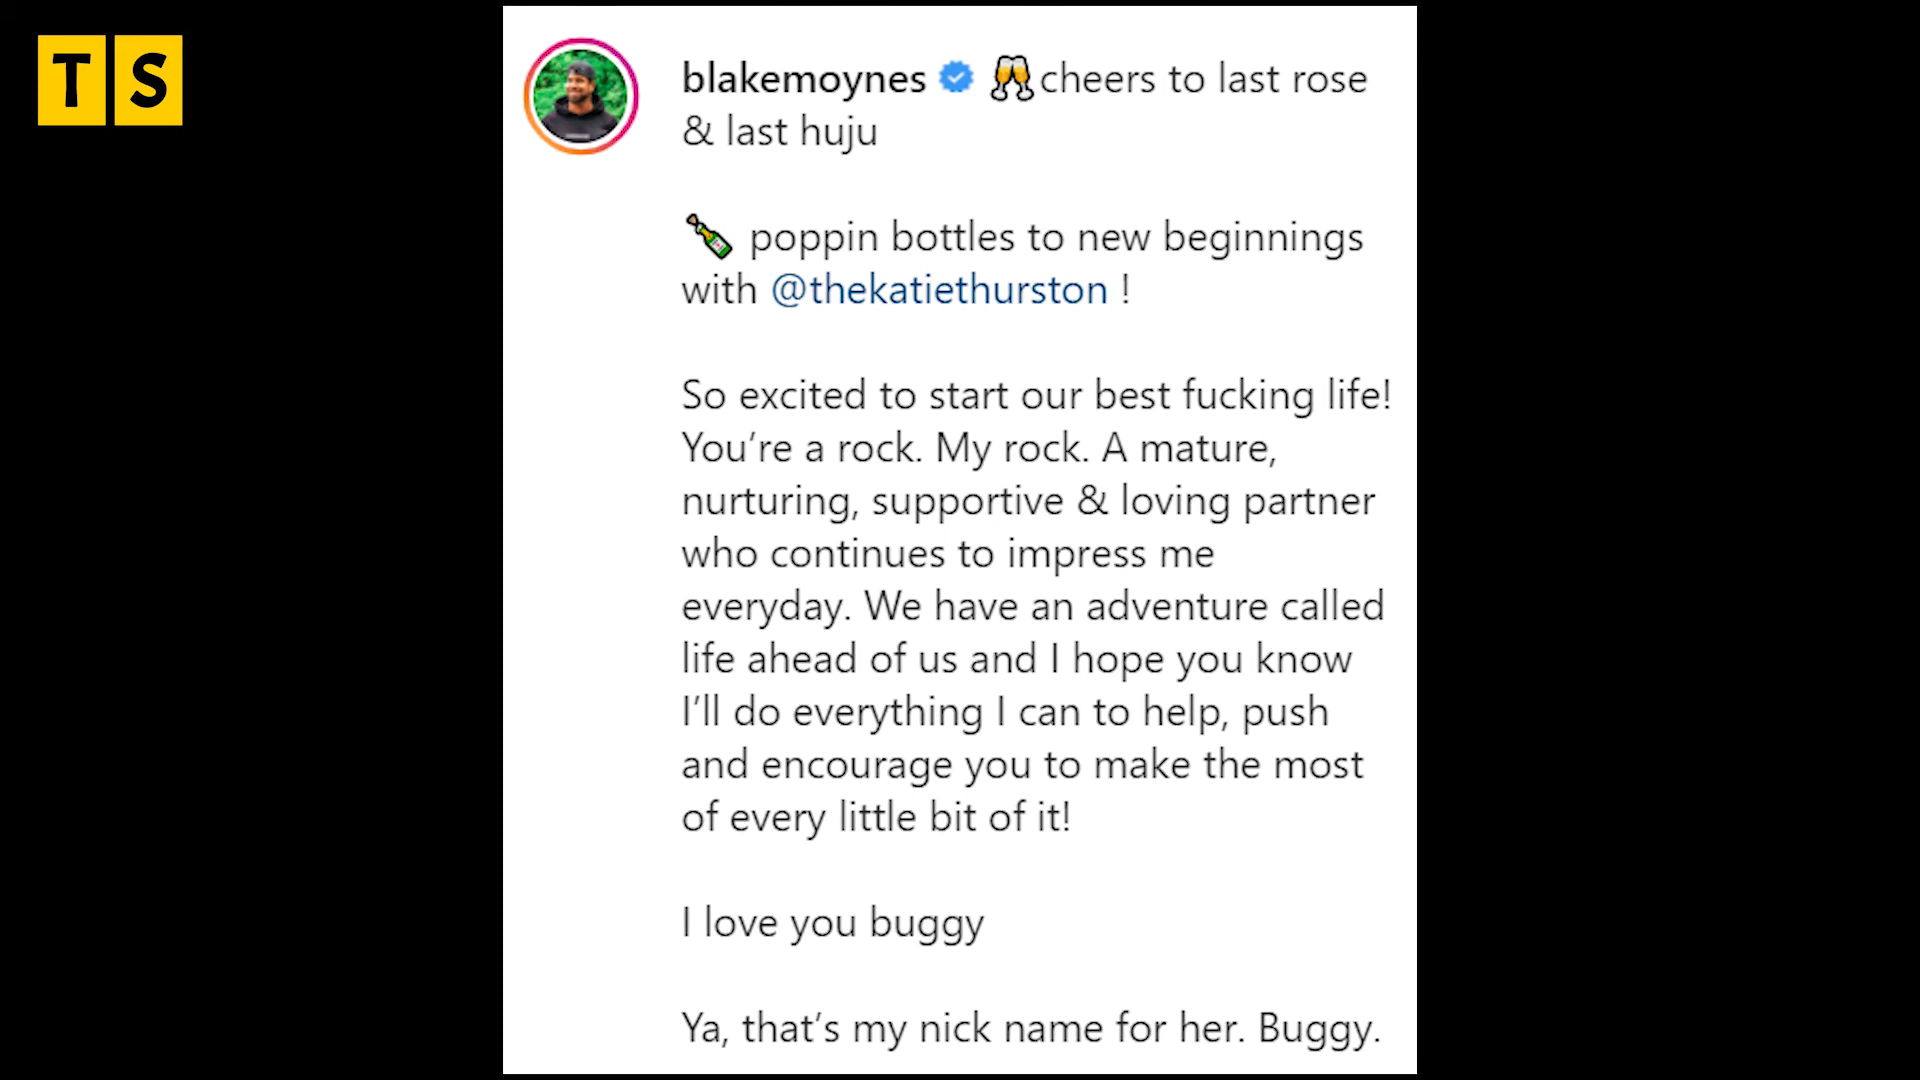 TS
blakemoynes 🥂cheers to last rose
& last huju
🍾 poppin bottles to new beginnings
with @thekatiethurston !
So excited to start our best fucking life!
You’re a rock. My rock. A mature,
nurturing, supportive & loving partner
who continues to impress me
everyday. We have an adventure called
life ahead of us and I hope you know
I’ll do everything I can to help, push
and encourage you to make the most
of every little bit of it!
I love you buggy
Ya, that’s my nick name for her. Buggy.